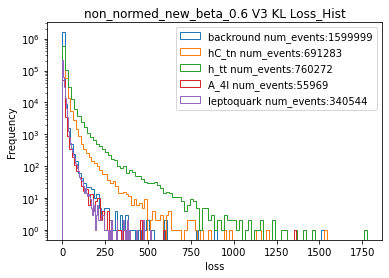 non_normed_new_beta_0.6 V3 KL Loss_Hist
backround num_events:1599999
hC_tn num_events:691283
h_tt num_events:760272
A_4l num_events:55969
leptoquark num_events:340544
Frequency
10⁶
10⁵
10⁴
10³
10²
10¹
10⁰
0 250 500 750 1000 1250 1500 1750
loss